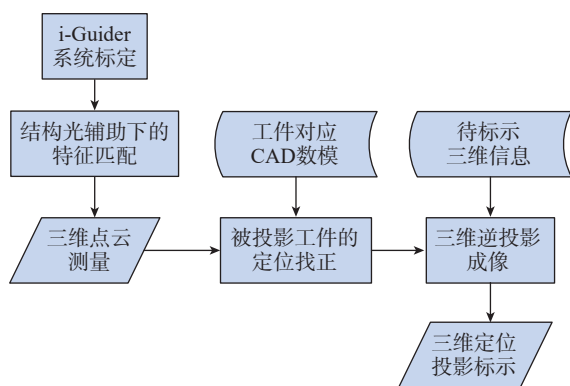 i-Guider
系统标定
结构光辅助下的
特征匹配
工件对应
CAD数模
待标示
三维信息
三维点云
测量
被投影工件的
定位找正
三维逆投影
成像
三维定位
投影标示